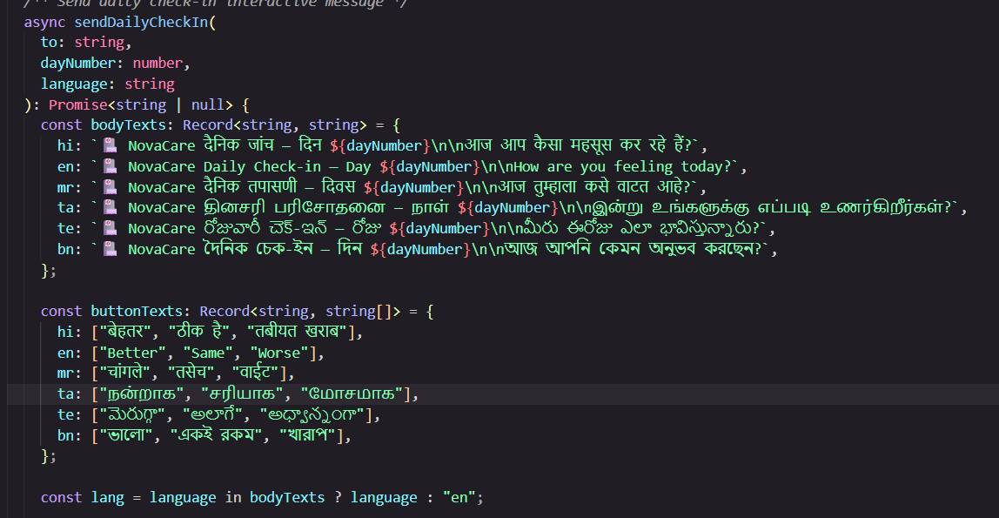 /** Send daily check-in interactive message */
async sendDailyCheckIn(
to: string,
dayNumber: number,
language: string
): Promise<string | null> {
const bodyTexts: Record<string, string> = {
hi: `🏥 NovaCare दैनिक जांच – दिन ${dayNumber}\n\nआज आप कैसा महसूस कर रहे हैं?`,
en: `🏥 NovaCare Daily Check-in – Day ${dayNumber}\n\nHow are you feeling today?`,
mr: `🏥 NovaCare दैनिक तपासणी – दिवस ${dayNumber}\n\nआज तुम्हाला कसे वाटत आहे?`,
ta: `🏥 NovaCare தினசரி பரிசோதனை – நாள் ${dayNumber}\n\nஇன்று உங்களுக்கு எப்படி உணர்கிறீர்கள்?`,
te: `🏥 NovaCare రోజువారీ చెక్-ఇన్ – రోజు ${dayNumber}\n\nమీరు ఈరోజు ఎలా భావిస్తున్నారు?`,
bn: `🏥 NovaCare দৈনিক চেক-ইন – দিন ${dayNumber}\n\nআজ আপনি কেমন অনুভব করছেন?`,
};
const buttonTexts: Record<string, string[]> = {
hi: ["बेहतर", "ठीक है", "तबीयत खराब"],
en: ["Better", "Same", "Worse"],
mr: ["चांगले", "तसेच", "वाईट"],
ta: ["நன்றாக", "சரியாக", "மோசமாக"],
te: ["మెరుగ్గా", "అలాగే", "అధ్వాన్నంగా"],
bn: ["ভালো", "একই রকম", "খারাপ"],
};
const lang = language in bodyTexts ? language : "en";